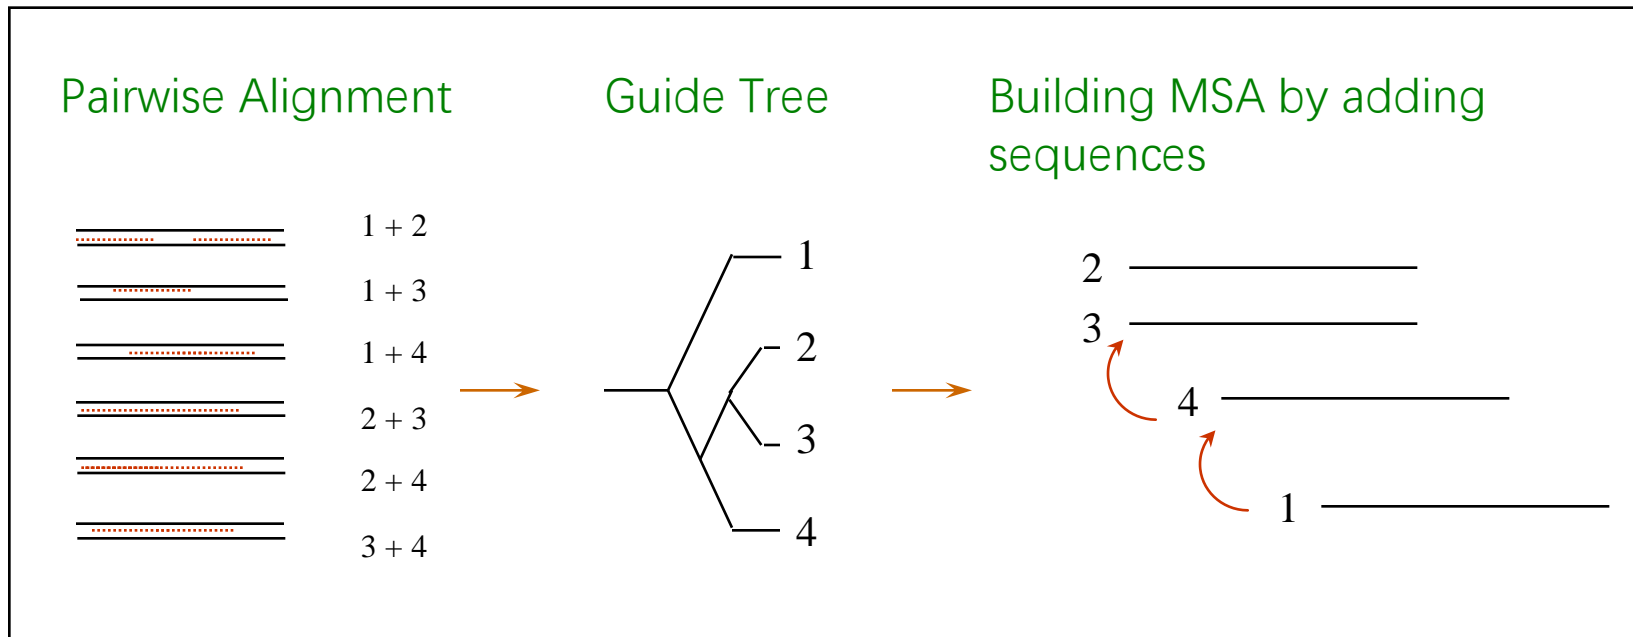 Pairwise Alignment
Guide Tree
Building MSA by adding
sequences
1 + 2
1 + 3
1 + 4
2 + 3
2 + 4
3 + 4
1
2
3
4
2
3
4
1